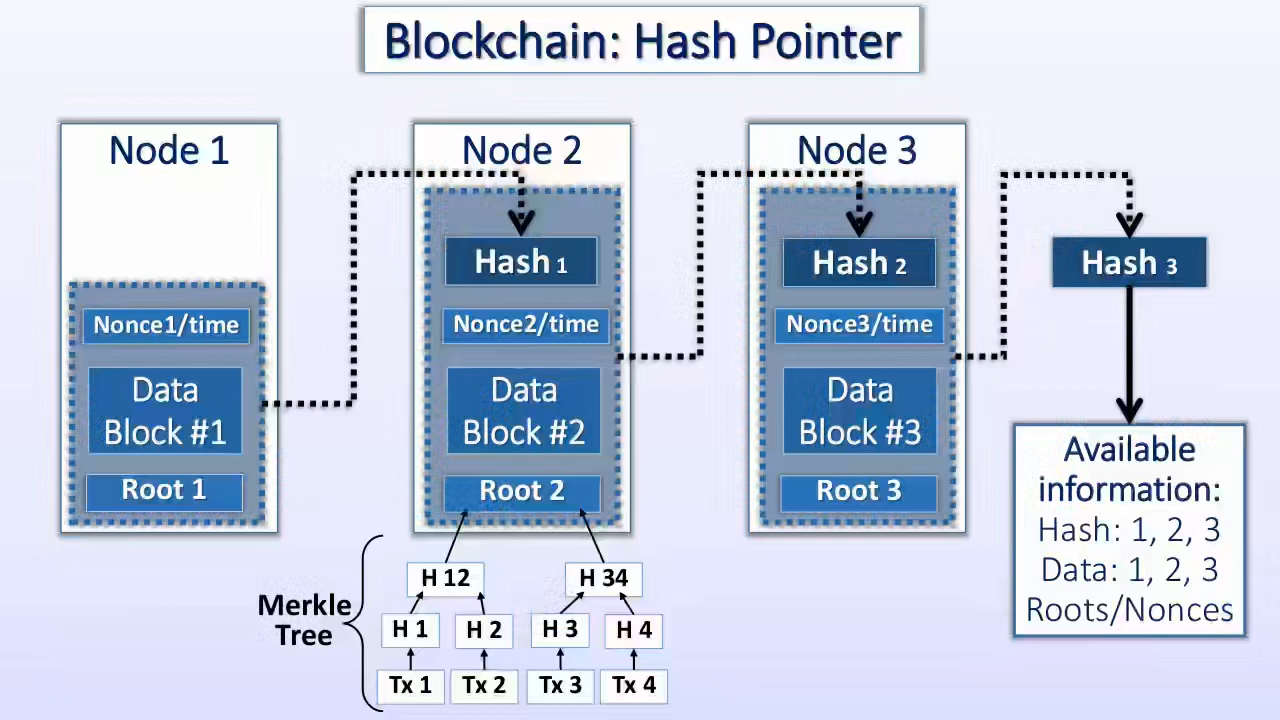 Blockchain: Hash Pointer
Node 1
Nonce1/time
Data
Block #1
Root 1
Node 2
Hash 1
Nonce2/time
Data
Block #2
Root 2
Node 3
Hash 2
Nonce3/time
Data
Block #3
Root 3
Hash 3
Available
information:
Hash: 1, 2, 3
Data: 1, 2, 3
Roots/Nonces
Merkle
Tree
H 12
H 34
H 1
H 2
H 3
H 4
Tx 1
Tx 2
Tx 3
Tx 4